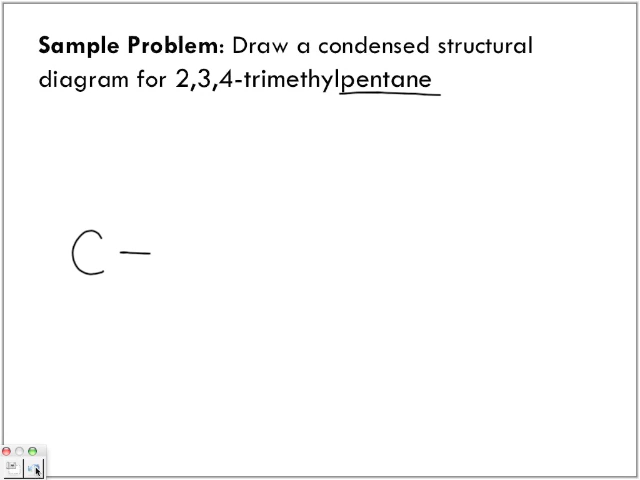 Sample Problem: Draw a condensed structural
diagram for 2,3,4-trimethylpentane
C –